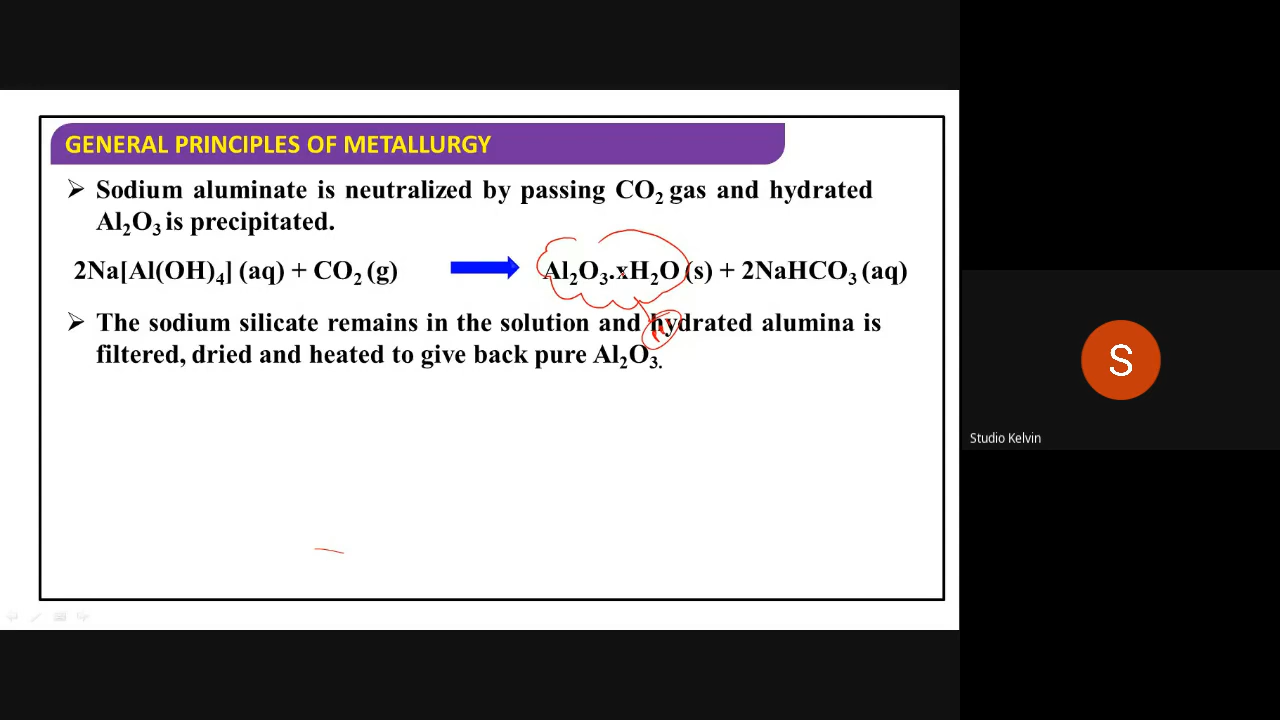 GENERAL PRINCIPLES OF METALLURGY
➢ Sodium aluminate is neutralized by passing CO₂ gas and hydrated
Al₂O₃ is precipitated.
2Na[Al(OH)₄] (aq) + CO₂ (g) Al₂O₃.xH₂O (s) + 2NaHCO₃ (aq)
➢ The sodium silicate remains in the solution and hydrated alumina is
filtered, dried and heated to give back pure Al₂O₃.
S
Studio Kelvin